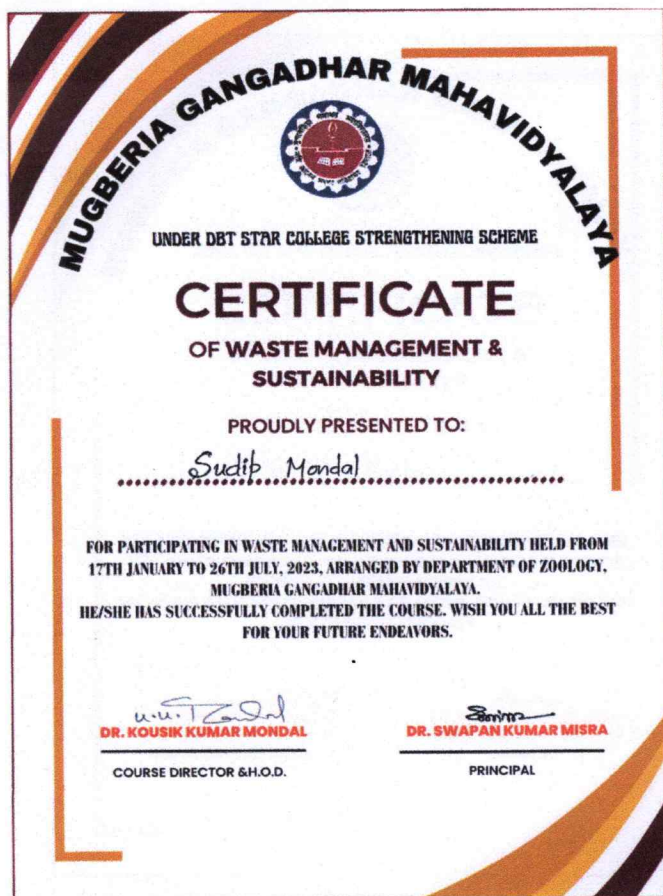 MUGBERIA GANGADHAR MAHAVIDYALAYA
UNDER DBT STAR COLLEGE STRENGTHENING SCHEME
CERTIFICATE
OF WASTE MANAGEMENT &
SUSTAINABILITY
PROUDLY PRESENTED TO:
Sudip Mondal
FOR PARTICIPATING IN WASTE MANAGEMENT AND SUSTAINABILITY HELD FROM
17TH JANUARY TO 26TH JULY, 2023, ARRANGED BY DEPARTMENT OF ZOOLOGY,
MUGBERIA GANGADHAR MAHAVIDYALAYA.
HE/SHE HAS SUCCESSFULLY COMPLETED THE COURSE. WISH YOU ALL THE BEST
FOR YOUR FUTURE ENDEAVORS.
DR. KOUSIK KUMAR MONDAL
DR. SWAPAN KUMAR MISRA
COURSE DIRECTOR &H.O.D.
PRINCIPAL